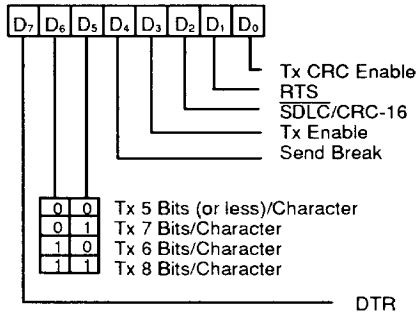 D7 D6 D5 D4 D3 D2 D1 D0
Tx CRC Enable
RTS
SDLC/CRC-16
Tx Enable
Send Break
0 0 Tx 5 Bits (or less)/Character
0 1 Tx 7 Bits/Character
1 0 Tx 6 Bits/Character
1 1 Tx 8 Bits/Character
DTR